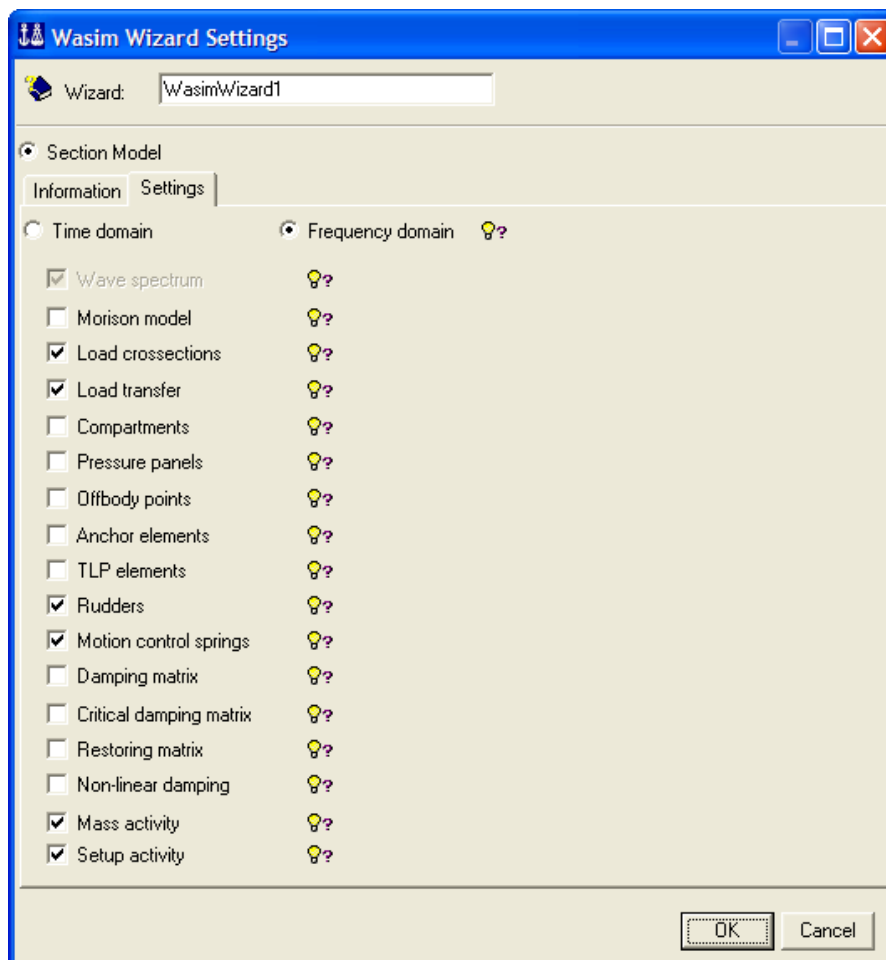 Wasim Wizard Settings
Wizard: WasimWizard1
Section Model
Information Settings
Time domain Frequency domain ?
Wave spectrum ?
Morison model ?
Load crossections ?
Load transfer ?
Compartments ?
Pressure panels ?
Offbody points ?
Anchor elements ?
TLP elements ?
Rudders ?
Motion control springs ?
Damping matrix ?
Critical damping matrix ?
Restoring matrix ?
Non-linear damping ?
Mass activity ?
Setup activity ?
OK Cancel